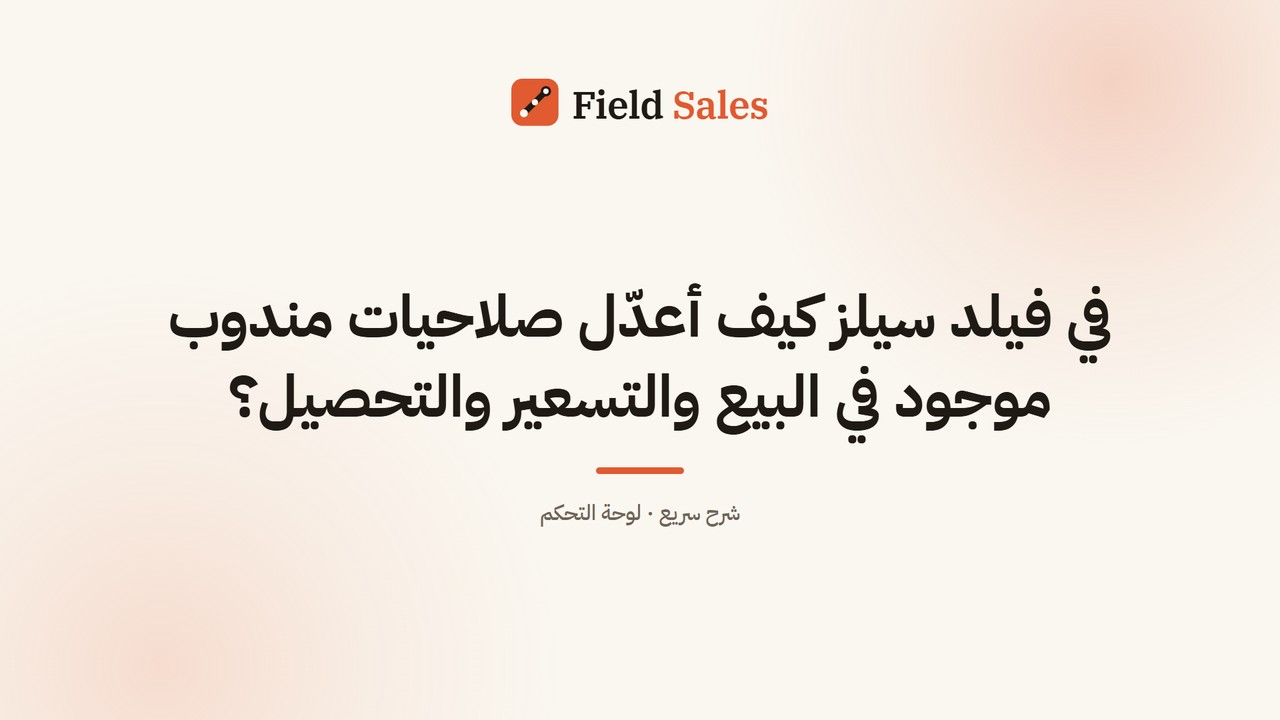 Field Sales
في فيلد سيلز كيف أعدّل صلاحيات مندوب
موجود في البيع والتسعير والتحصيل؟
شرح سريع · لوحة التحكم